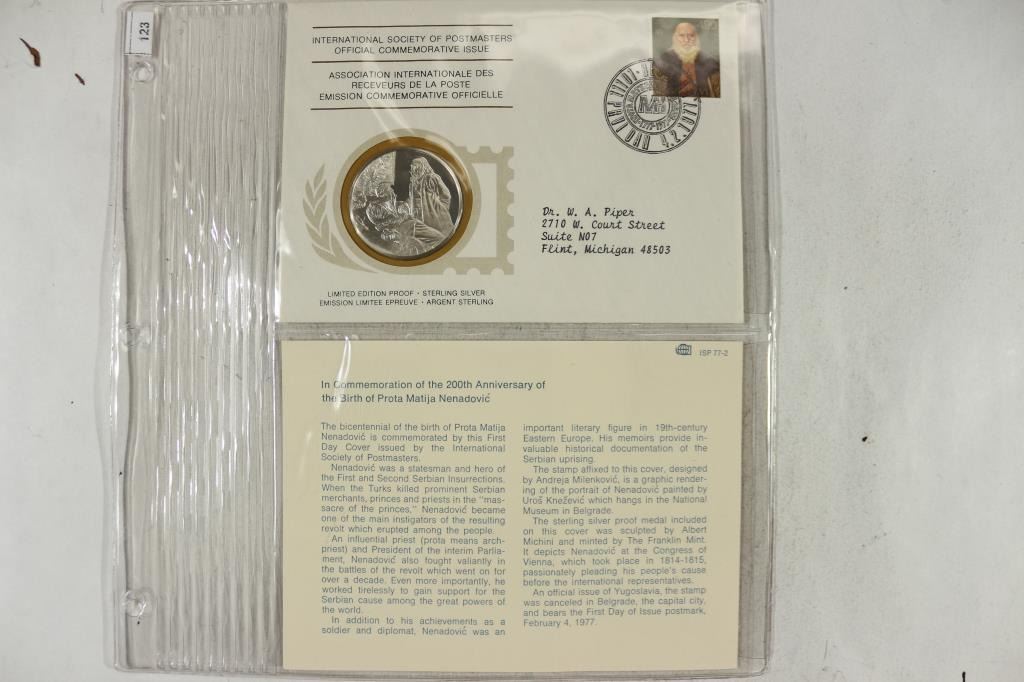 123
INTERNATIONAL SOCIETY OF POSTMASTERS
OFFICIAL COMMEMORATIVE ISSUE
ASSOCIATION INTERNATIONALE DES
RECEVEURS DE LA POSTE
EMISSION COMMEMORATIVE OFFICIELLE
Dr. W. A. Piper
2710 W. Court Street
Suite N07
Flint, Michigan 48503
LIMITED EDITION PROOF · STERLING SILVER
EMISSION LIMITEE EPREUVE · ARGENT STERLING
ISP 77-2
In Commemoration of the 200th Anniversary of
the Birth of Prota Matija Nenadović
The bicentennial of the birth of Prota Matija
Nenadović is commemorated by this First
Day Cover issued by the International
Society of Postmasters.
Nenadović was a statesman and hero of
the First and Second Serbian Insurrections.
When the Turks killed prominent Serbian
merchants, princes and priests in the "mas-
sacre of the princes," Nenadović became
one of the main instigators of the resulting
revolt which erupted among the people.
An influential priest (prota means arch-
priest) and President of the interim Parlia-
ment, Nenadović also fought valiantly in
the battles of the revolt which went on for
over a decade. Even more importantly, he
worked tirelessly to gain support for the
Serbian cause among the great powers of
the world.
In addition to his achievements as a
soldier and diplomat, Nenadović was an
important literary figure in 19th-century
Eastern Europe. His memoirs provide in-
valuable historical documentation of the
Serbian uprising.
The stamp affixed to this cover, designed
by Andreja Milenković, is a graphic render-
ing of the portrait of Nenadović painted by
Uroš Knežević which hangs in the National
Museum in Belgrade.
The sterling silver proof medal included
on this cover was sculpted by Albert
Michini and minted by The Franklin Mint.
It depicts Nenadović at the Congress of
Vienna, which took place in 1814-1815,
passionately pleading his people's cause
before the international representatives.
An official issue of Yugoslavia, the stamp
was canceled in Belgrade, the capital city,
and bears the First Day of Issue postmark,
February 4, 1977.